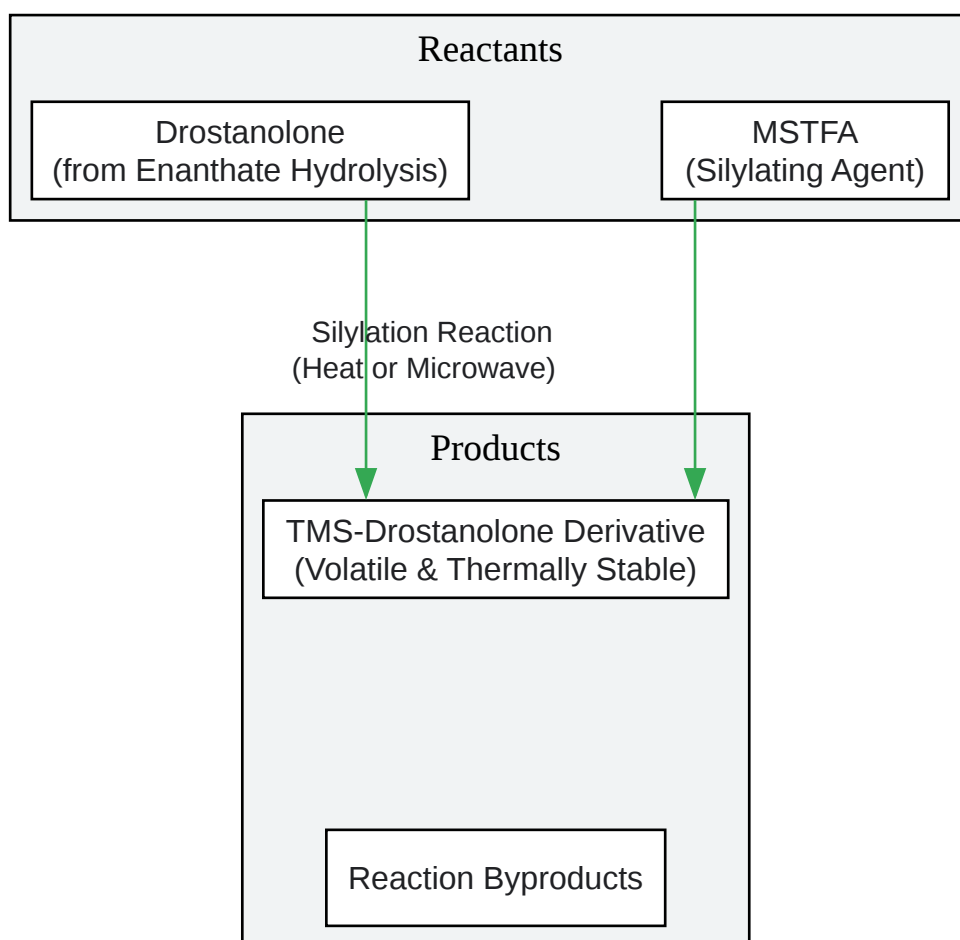 Reactants
Drostanolone
(from Enanthate Hydrolysis)
MSTFA
(Silylating Agent)
Silylation Reaction
(Heat or Microwave)
Products
TMS-Drostanolone Derivative
(Volatile & Thermally Stable)
Reaction Byproducts